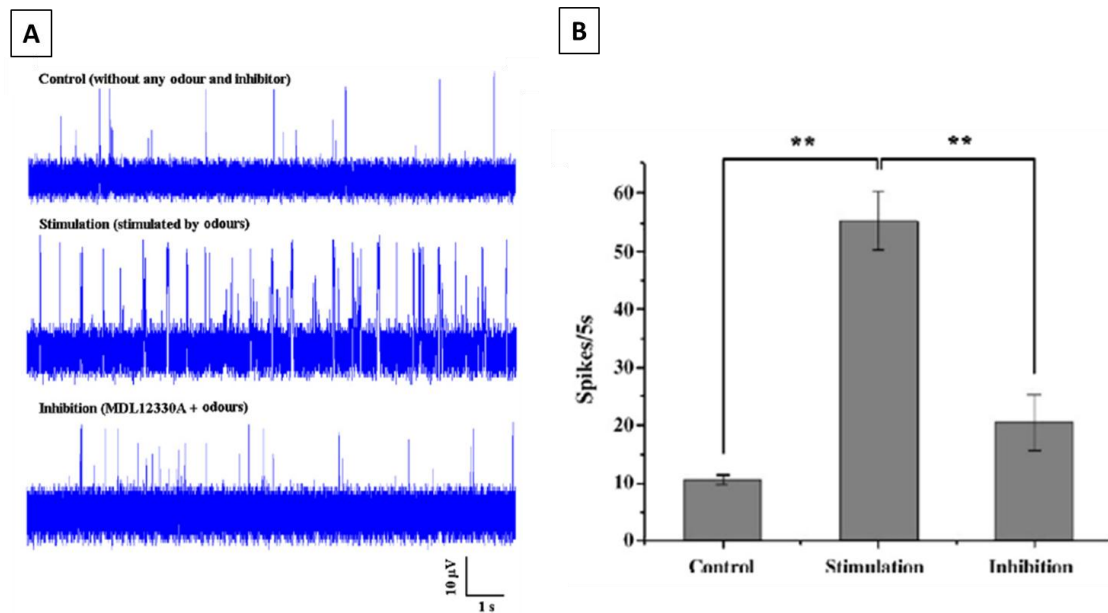 A
Control (without any odour and inhibitor)
Stimulation (stimulated by odours)
Inhibition (MDL12330A + odours)
10 μV
1 s
B
**
**
60
50
40
30
20
10
0
Spikes/5s
Control
Stimulation
Inhibition